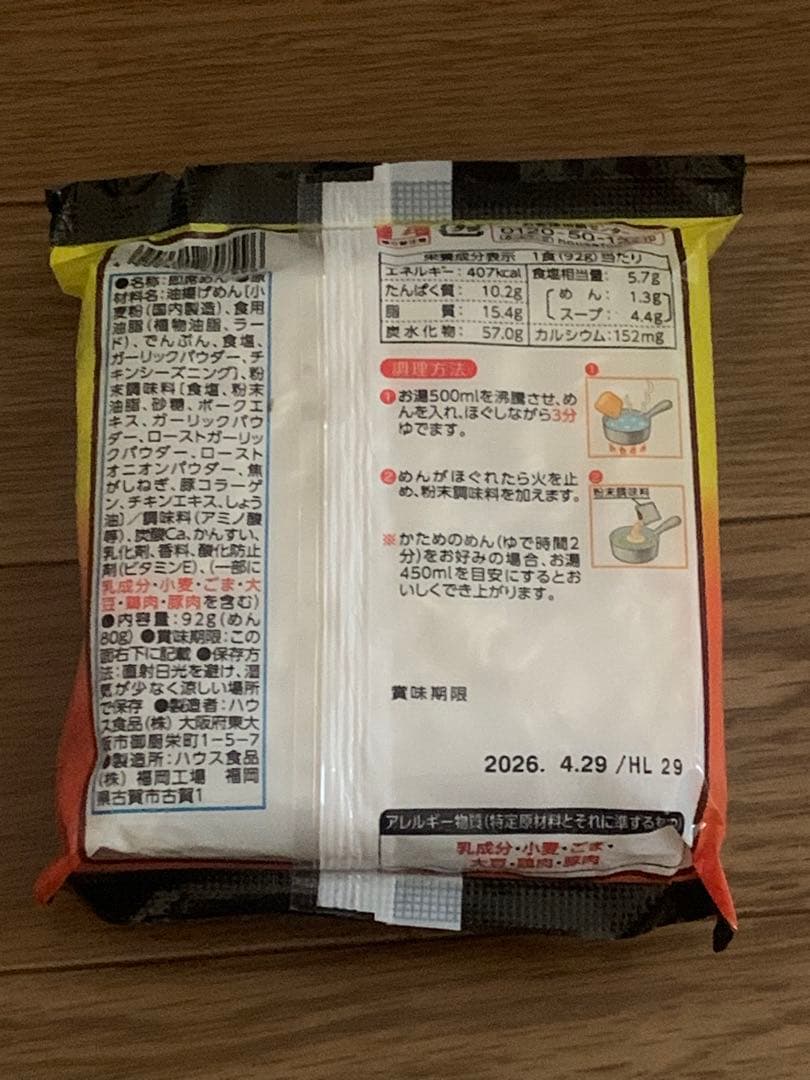 ●名称:即席めん ●原
材料名:油揚げめん[小
麦粉(国内製造)、食用
油脂(植物油脂、ラー
ド)、でんぷん、食塩、
ガーリックパウダー、チ
キンシーズニング]、粉
末調味料[食塩、粉末
油脂、砂糖、ポークエ
キス、ガーリックパウ
ダー、ローストガーリッ
クパウダー、ロースト
オニオンパウダー、焦
がしねぎ、豚コラーゲ
ン、チキンエキス、しょう
油]/調味料(アミノ酸
等)、炭酸Ca、かんすい、
乳化剤、香料、酸化防止
剤(ビタミンE)、(一部に
乳成分・小麦・ごま・大
豆・鶏肉・豚肉を含む)
●内容量:92g(めん
80g) ●賞味期限:この
面右下に記載 ●保存方
法:直射日光を避け、湿
気が少なく涼しい場所
で保存 ●製造者:ハウ
ス食品(株) 大阪府東大
阪市御厨栄町1-5-7
●製造所:ハウス食品
(株) 福岡工場 福岡
県古賀市古賀1
0120-50-1
栄養成分表示 1食(92g)当たり
エネルギー:407kcal 食塩相当量: 5.7g
たんぱく質: 10.2g めん: 1.3g
脂質: 15.4g スープ: 4.4g
炭水化物: 57.0g カルシウム:152mg
調理方法
❶お湯500mlを沸騰させ、め
んを入れ、ほぐしながら3分
ゆでます。
❶
❷めんがほぐれたら火を止
め、粉末調味料を加えます。
❷
粉末調味料
※かためのめん(ゆで時間2
分)をお好みの場合、お湯
450mlを目安にするとお
いしくでき上がります。
賞味期限
2026. 4.29 /HL 29
アレルギー物質(特定原材料とそれに準ずるもの)
乳成分・小麦・ごま・
大豆・鶏肉・豚肉